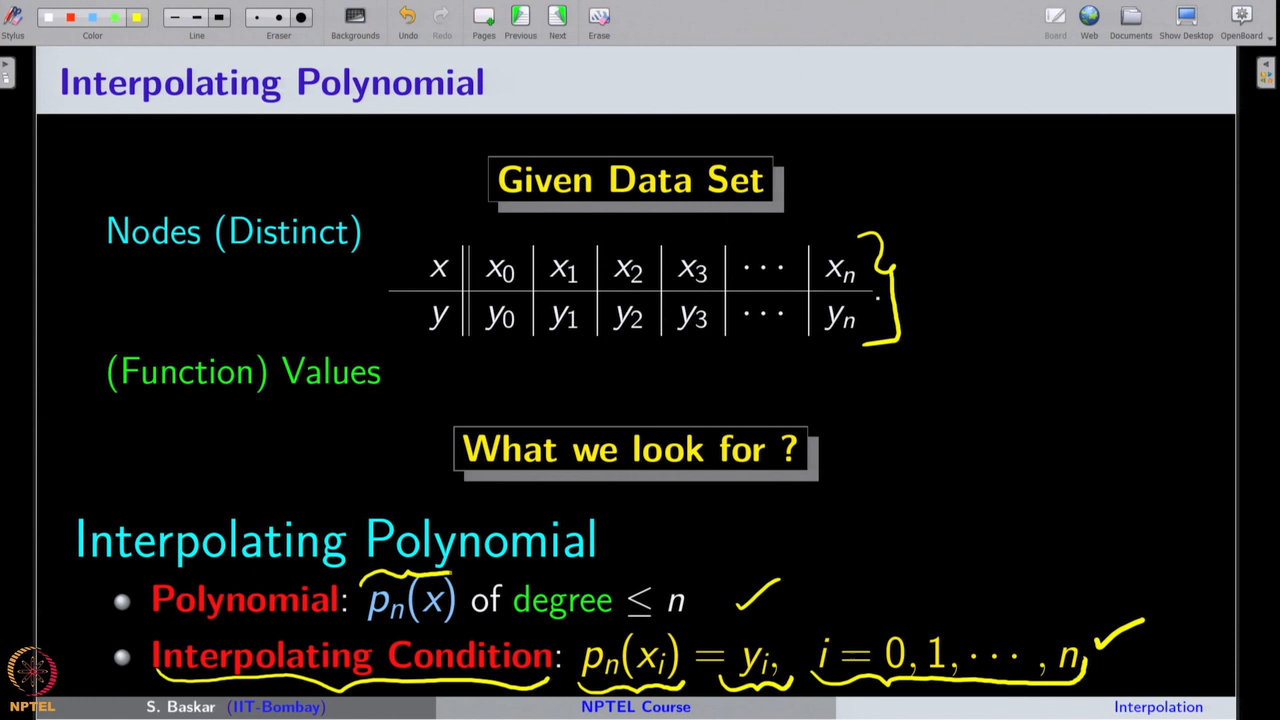 Stylus Color Line Eraser Backgrounds Undo Redo Pages Previous Next Erase Board Web Documents Show Desktop OpenBoard
Interpolating Polynomial
Given Data Set
Nodes (Distinct)
x x₀ x₁ x₂ x₃ ··· xₙ
y y₀ y₁ y₂ y₃ ··· yₙ .
(Function) Values
What we look for ?
Interpolating Polynomial
Polynomial: pₙ(x) of degree ≤ n
Interpolating Condition: pₙ(xᵢ) = yᵢ, i = 0, 1, ··· , n,
NPTEL
S. Baskar (IIT-Bombay) NPTEL Course Interpolation